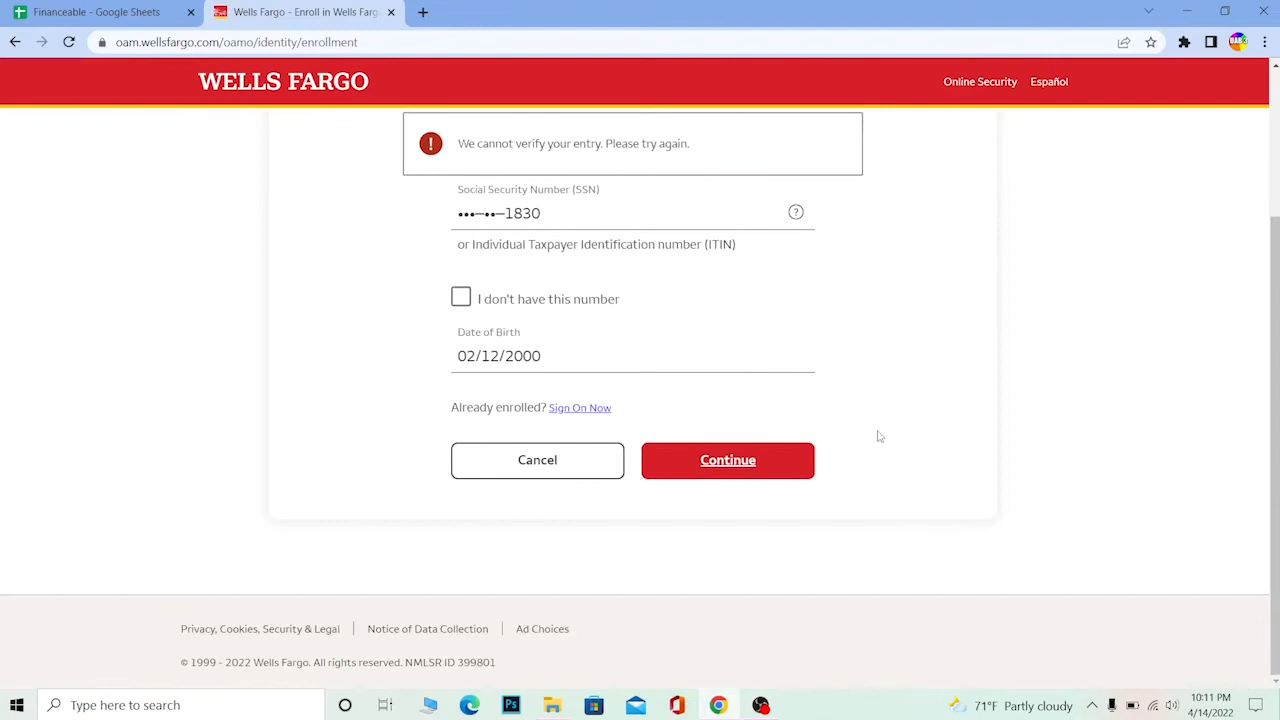 Financeable - Google Sheets
Wells Fargo - Enroll in Wells Farg
oam.wellsfargo.com/oamo/identity/enrollment
WELLS FARGO
Online Security
Español
!
We cannot verify your entry. Please try again.
Social Security Number (SSN)
•••–••–1830
?
or Individual Taxpayer Identification number (ITIN)
I don't have this number
Date of Birth
02/12/2000
Already enrolled? Sign On Now
Cancel
Continue
Privacy, Cookies, Security & Legal
Notice of Data Collection
Ad Choices
© 1999 - 2022 Wells Fargo. All rights reserved. NMLSR ID 399801
Type here to search
Ps
71°F Partly cloudy
10:11 PM
4/14/2022